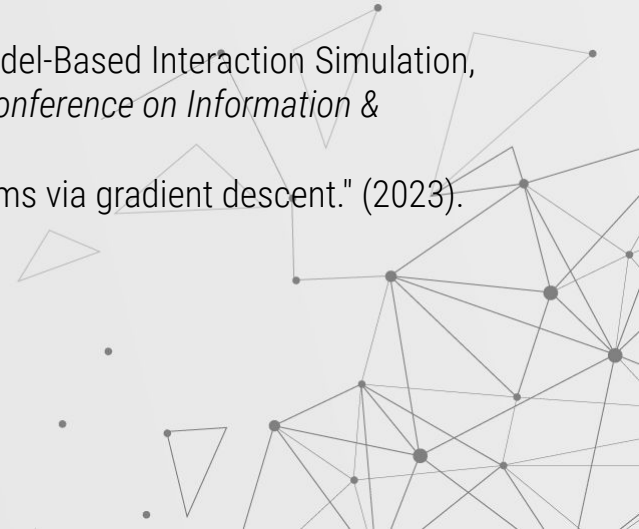 del-Based Interaction Simulation,
onference on Information &
ms via gradient descent." (2023).